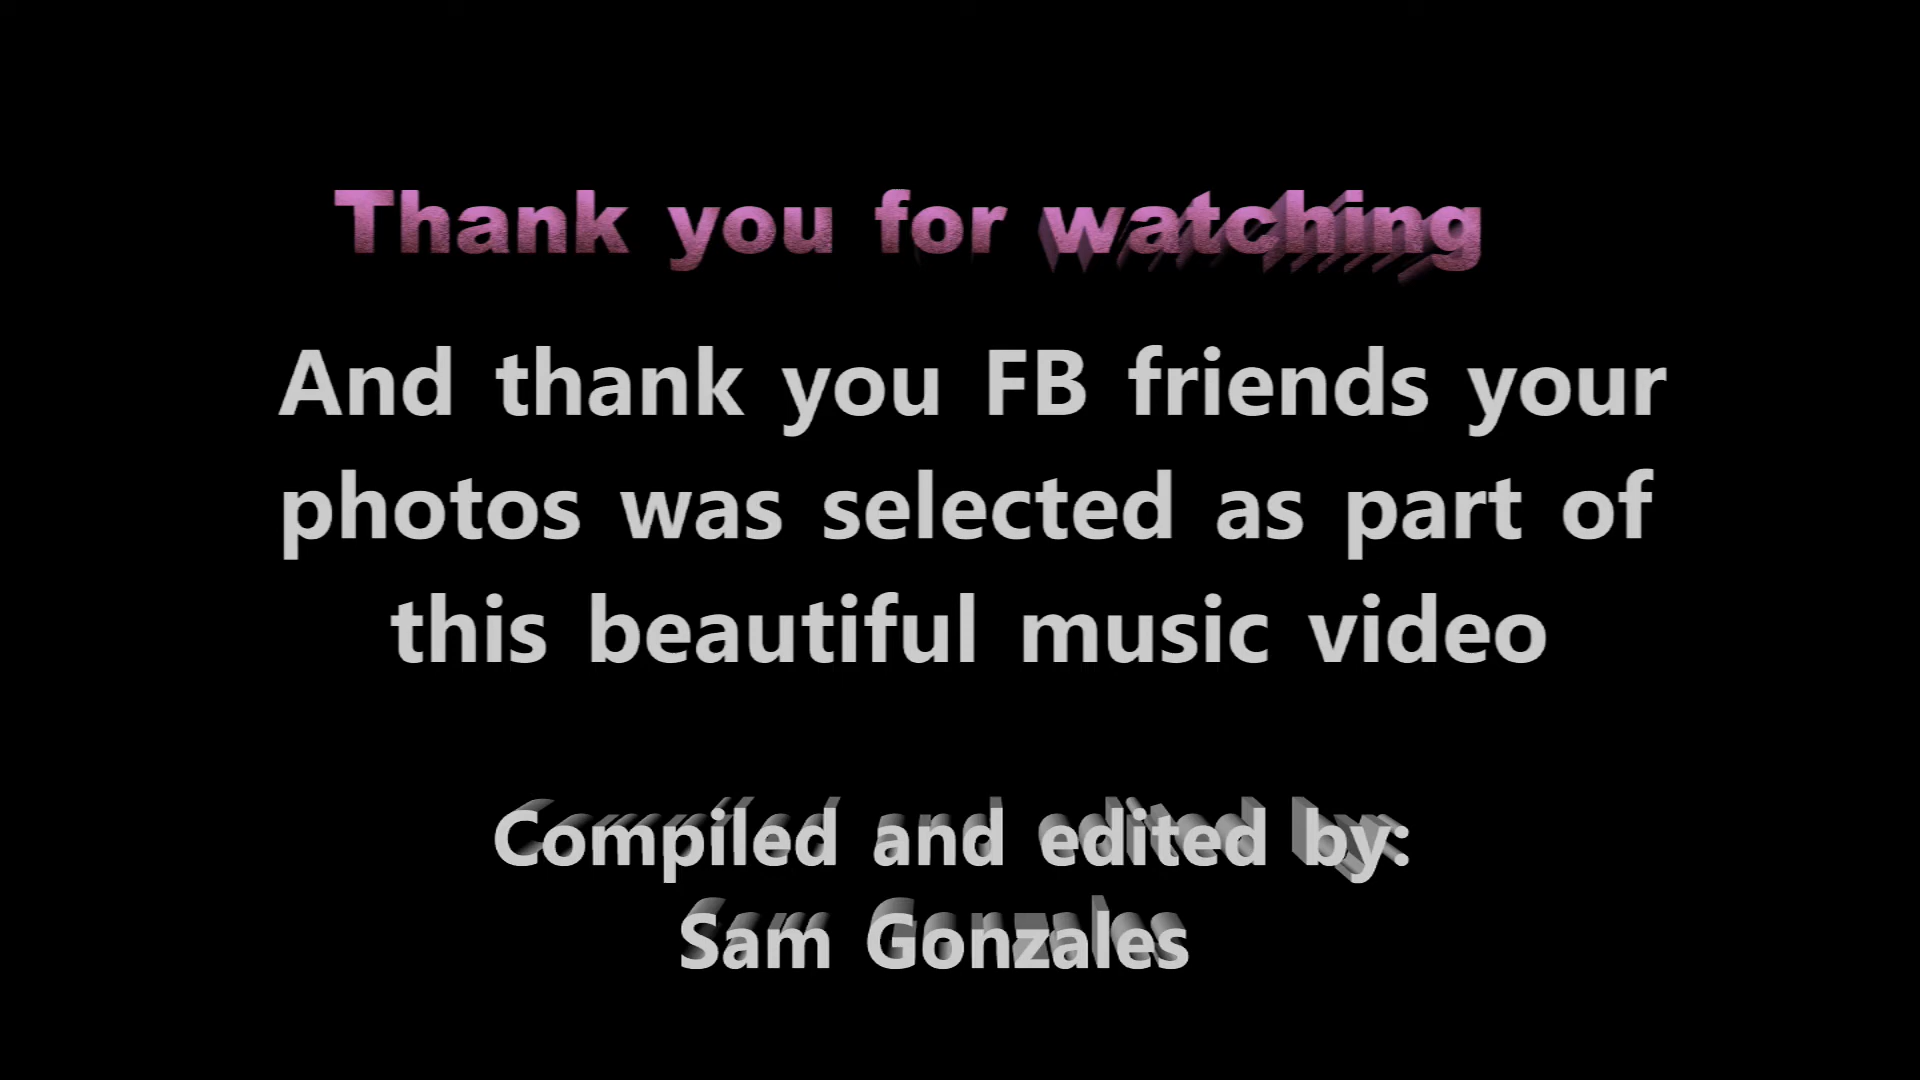 Thank you for watching
And thank you FB friends your
photos was selected as part of
this beautiful music video
Compiled and edited by:
Sam Gonzales